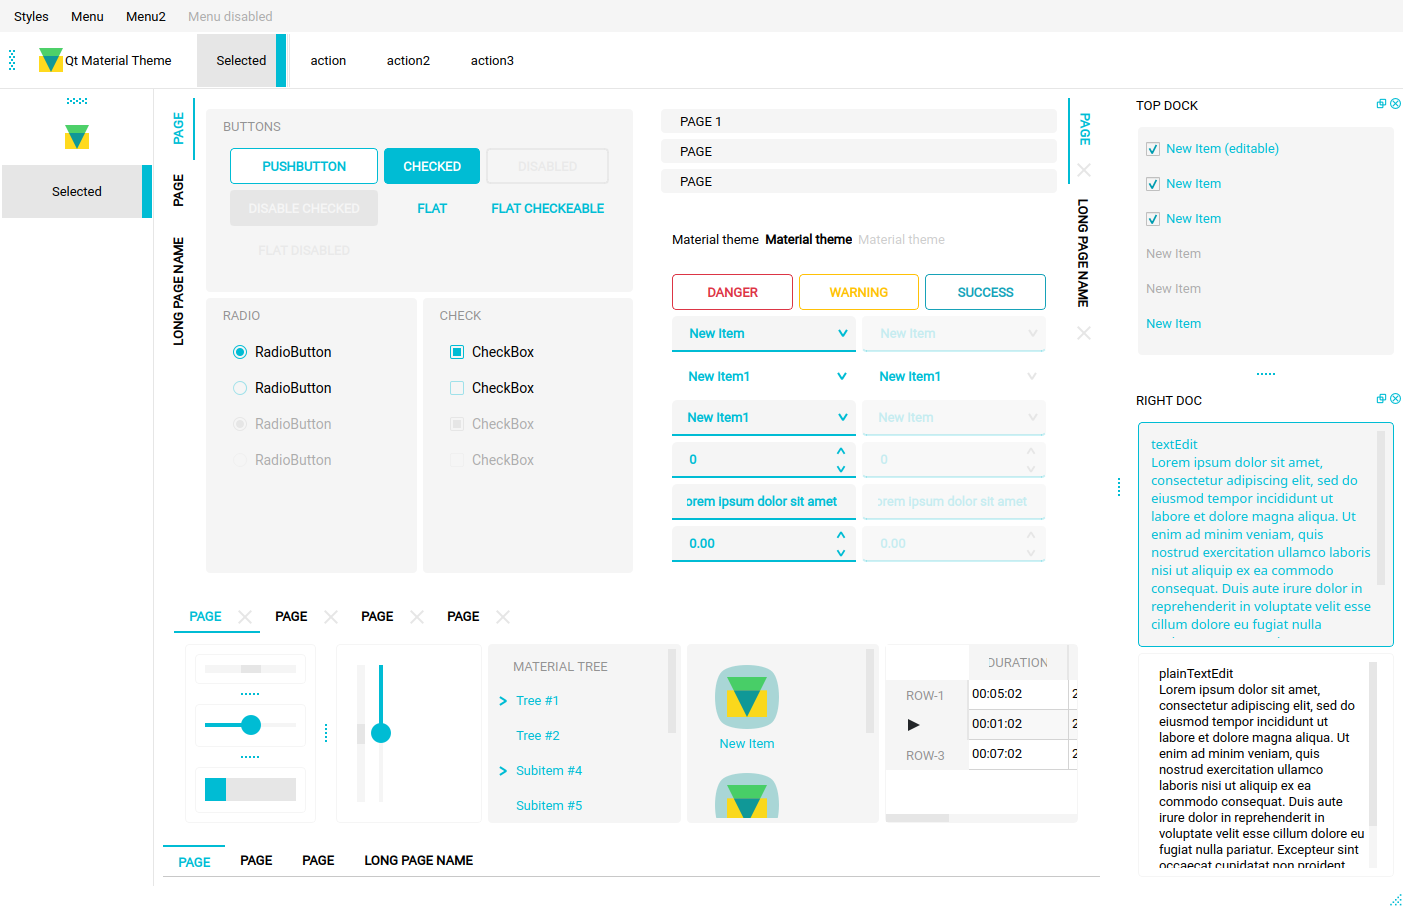 Styles Menu Menu2 Menu disabled
Qt Material Theme Selected action action2 action3
Selected
PAGE
PAGE
LONG PAGE NAME
BUTTONS
PUSHBUTTON CHECKED DISABLED
DISABLE CHECKED FLAT FLAT CHECKEABLE
FLAT DISABLED
RADIO
RadioButton
RadioButton
RadioButton
RadioButton
CHECK
CheckBox
CheckBox
CheckBox
CheckBox
PAGE 1
PAGE
PAGE
Material theme Material theme Material theme
DANGER WARNING SUCCESS
New Item New Item
New Item1 New Item1
New Item1 New Item
0 0
orem ipsum dolor sit amet orem ipsum dolor sit amet
0.00 0.00
PAGE
LONG PAGE NAME
PAGE PAGE PAGE PAGE
MATERIAL TREE
Tree #1
Tree #2
Subitem #4
Subitem #5
New Item
DURATION
ROW-1 00:05:02 2
00:01:02 2
ROW-3 00:07:02 2
PAGE PAGE PAGE LONG PAGE NAME
TOP DOCK
New Item (editable)
New Item
New Item
New Item
New Item
New Item
RIGHT DOC
textEdit
Lorem ipsum dolor sit amet,
consectetur adipiscing elit, sed do
eiusmod tempor incididunt ut
labore et dolore magna aliqua. Ut
enim ad minim veniam, quis
nostrud exercitation ullamco laboris
nisi ut aliquip ex ea commodo
consequat. Duis aute irure dolor in
reprehenderit in voluptate velit esse
cillum dolore eu fugiat nulla
plainTextEdit
Lorem ipsum dolor sit amet,
consectetur adipiscing elit, sed do
eiusmod tempor incididunt ut
labore et dolore magna aliqua. Ut
enim ad minim veniam, quis
nostrud exercitation ullamco
laboris nisi ut aliquip ex ea
commodo consequat. Duis aute
irure dolor in reprehenderit in
voluptate velit esse cillum dolore eu
fugiat nulla pariatur. Excepteur sint
occaecat cupidatat non proident